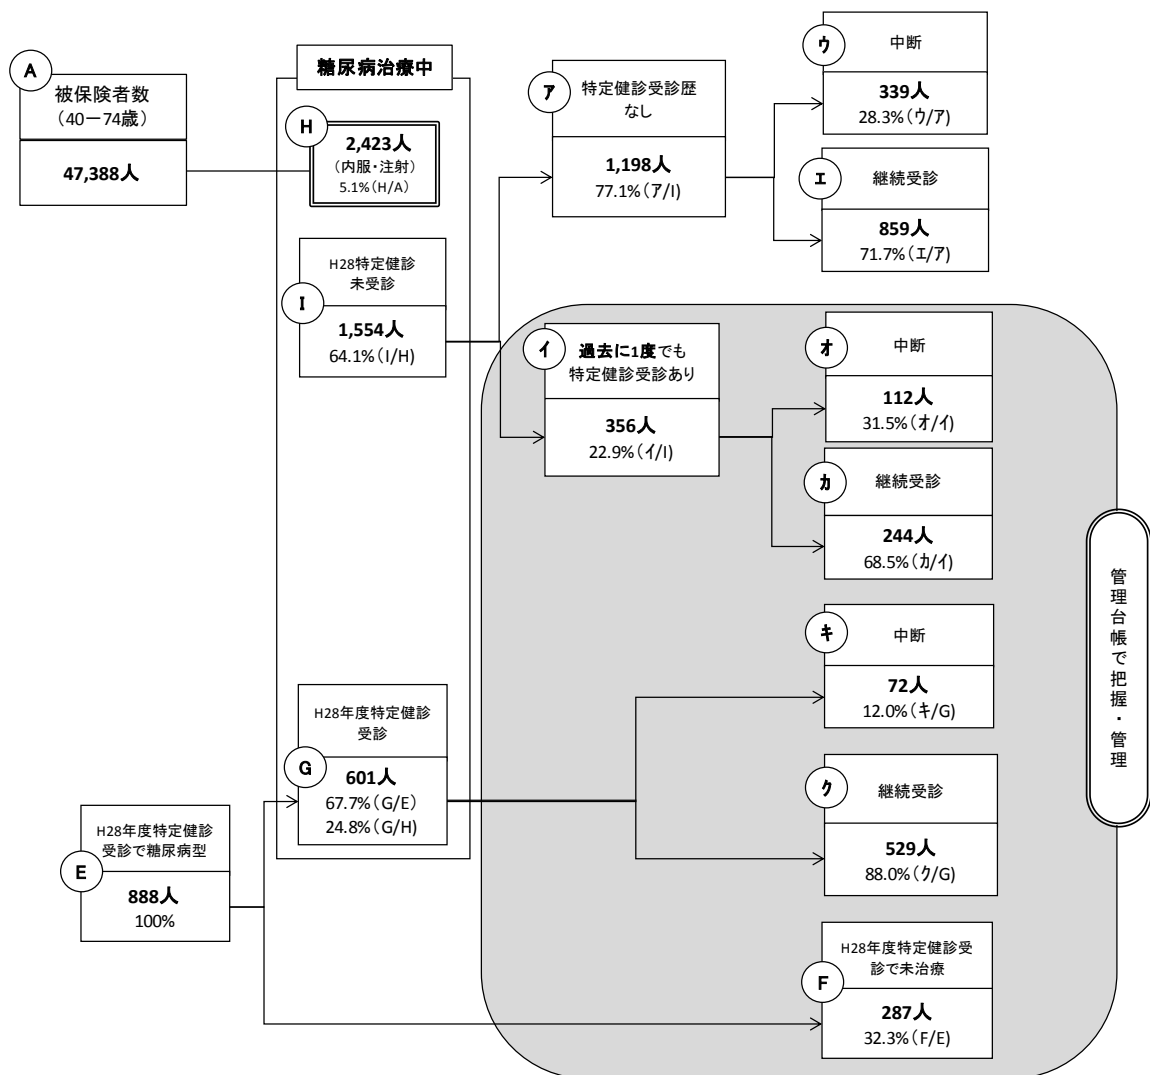 A
被保険者数
(40－74歳)
47,388人
糖尿病治療中
H
2,423人
(内服・注射)
5.1%(H/A)
I
H28特定健診
未受診
1,554人
64.1%(I/H)
ア
特定健診受診歴
なし
1,198人
77.1%(ア/I)
ウ
中断
339人
28.3%(ウ/ア)
エ
継続受診
859人
71.7%(エ/ア)
イ
過去に1度でも
特定健診受診あり
356人
22.9%(イ/I)
オ
中断
112人
31.5%(オ/イ)
カ
継続受診
244人
68.5%(カ/イ)
管理台帳で把握・管理
G
H28年度特定健診
受診
601人
67.7%(G/E)
24.8%(G/H)
キ
中断
72人
12.0%(キ/G)
ク
継続受診
529人
88.0%(ク/G)
E
H28年度特定健診
受診で糖尿病型
888人
100%
F
H28年度特定健診受
診で未治療
287人
32.3%(F/E)